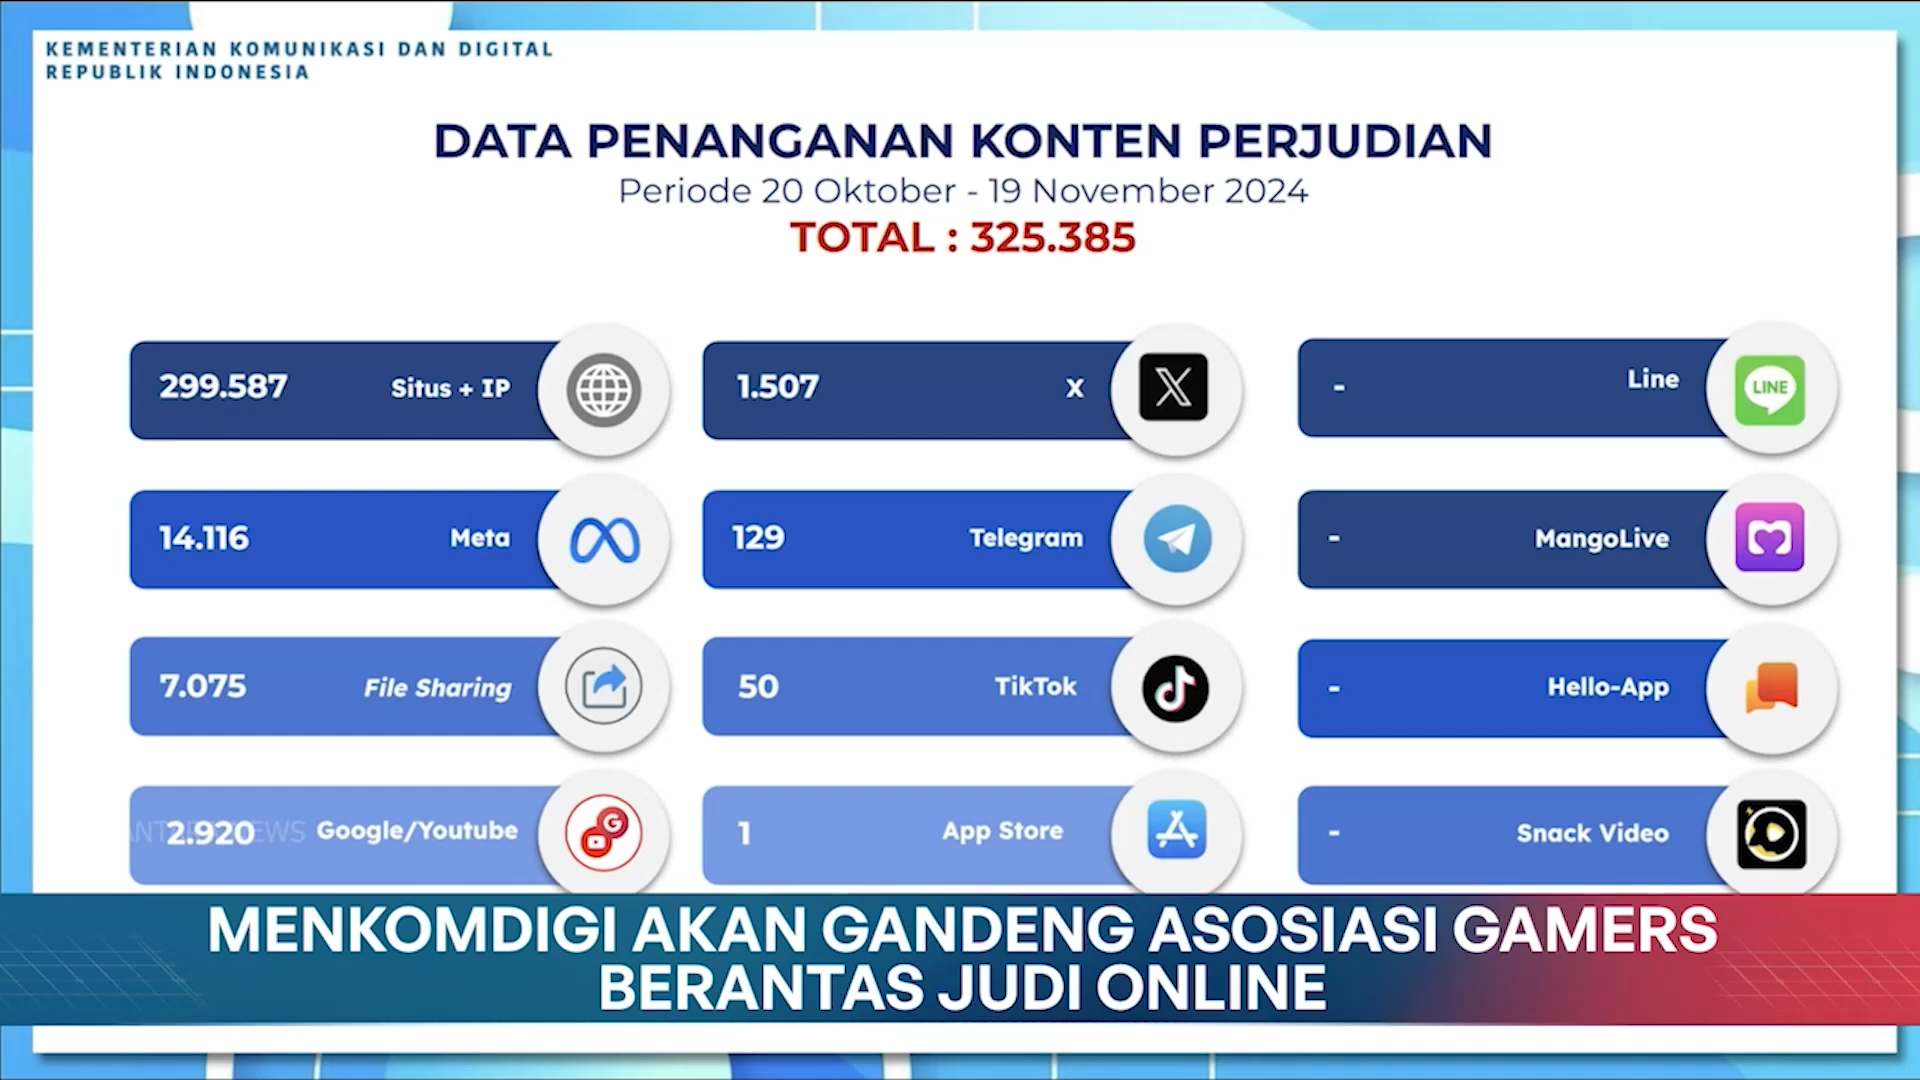 KEMENTERIAN KOMUNIKASI DAN DIGITAL
REPUBLIK INDONESIA
DATA PENANGANAN KONTEN PERJUDIAN
Periode 20 Oktober - 19 November 2024
TOTAL : 325.385
299.587 Situs + IP
1.507 X
- Line
LINE
14.116 Meta
129 Telegram
- MangoLive
7.075 File Sharing
50 TikTok
- Hello-App
2.920 Google/Youtube
G
1 App Store
- Snack Video
MENKOMDIGI AKAN GANDENG ASOSIASI GAMERS
BERANTAS JUDI ONLINE